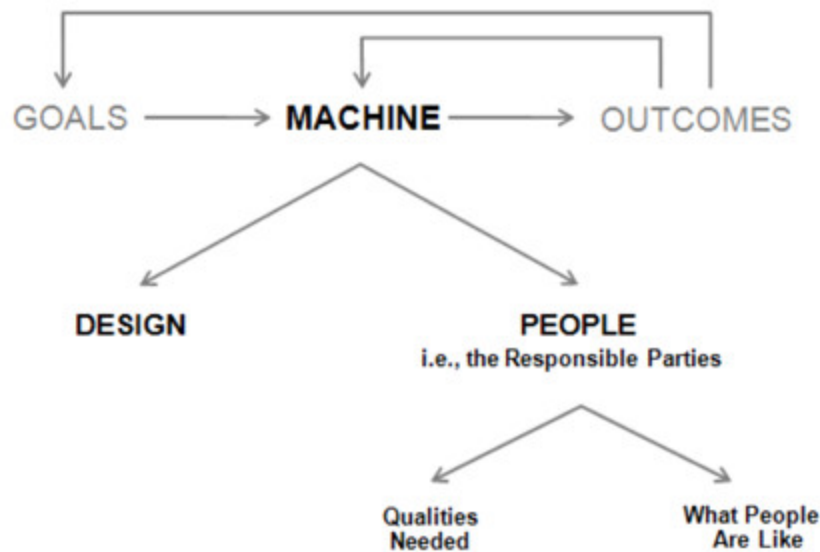 GOALS
MACHINE
OUTCOMES
DESIGN
PEOPLE
i.e., the Responsible Parties
Qualities
Needed
What People
Are Like